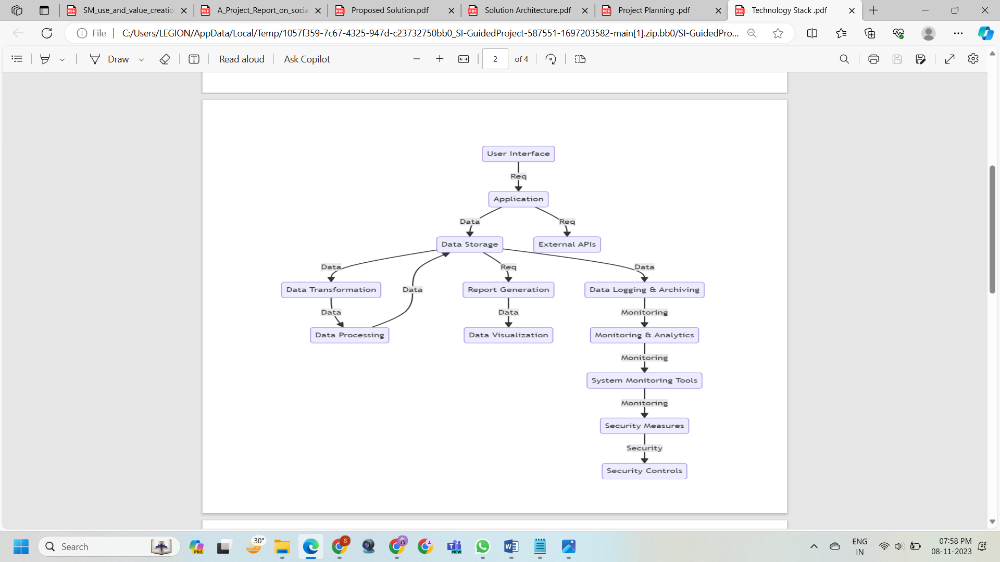 SM_use_and_value_creatio
A_Project_Report_on_socia
Proposed Solution.pdf
Solution Architecture.pdf
Project Planning .pdf
Technology Stack .pdf
File
C:/Users/LEGION/AppData/Local/Temp/1057f359-7c67-4325-947d-c23732750bb0_SI-GuidedProject-587551-1697203582-main[1].zip.bb0/SI-GuidedPro...
Draw
Read aloud
Ask Copilot
2 of 4
User Interface
Req
Application
Data Req
Data Storage External APIs
Data Req Data
Data Transformation Data Report Generation Data Logging & Archiving
Data Data Monitoring
Data Processing Data Visualization Monitoring & Analytics
Monitoring
System Monitoring Tools
Monitoring
Security Measures
Security
Security Controls
Search
PRE
30°
S
NEW
ENG
IN
07:58 PM
08-11-2023